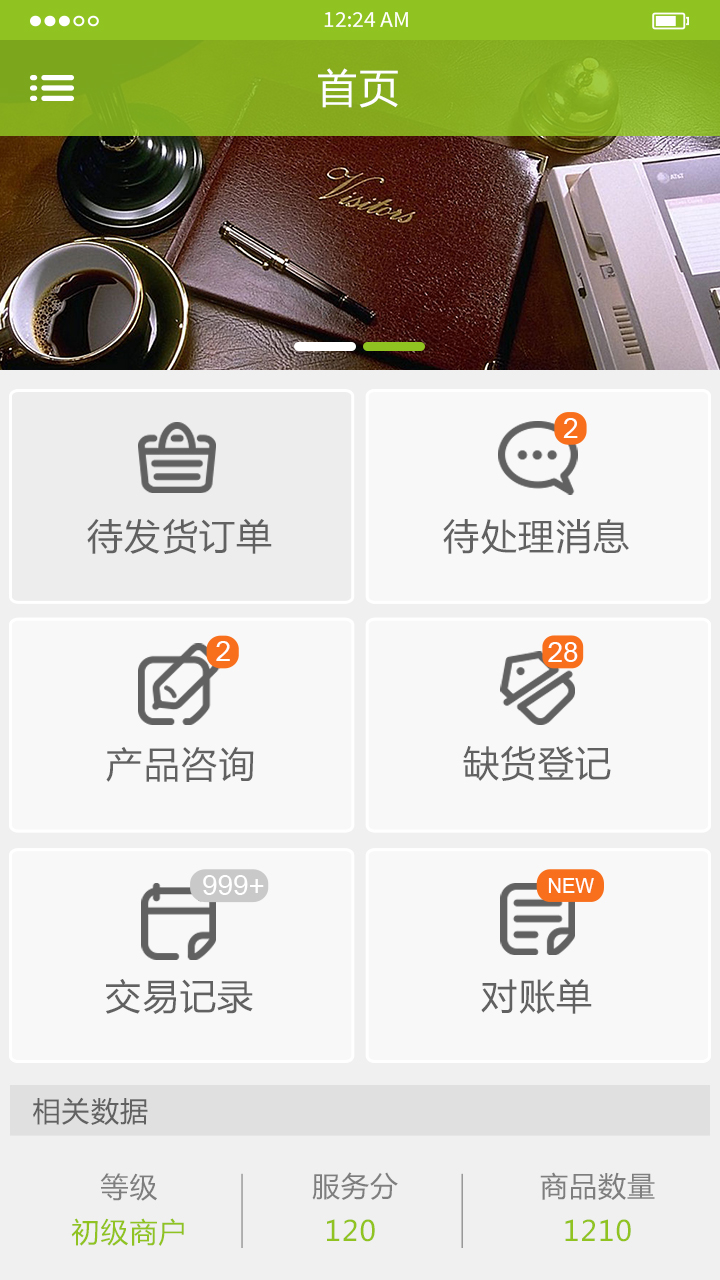 12:24 AM
首页
Visitors
AT&T
待发货订单
2
待处理消息
2
产品咨询
28
缺货登记
999+
交易记录
NEW
对账单
相关数据
等级
服务分
商品数量
初级商户
120
1210